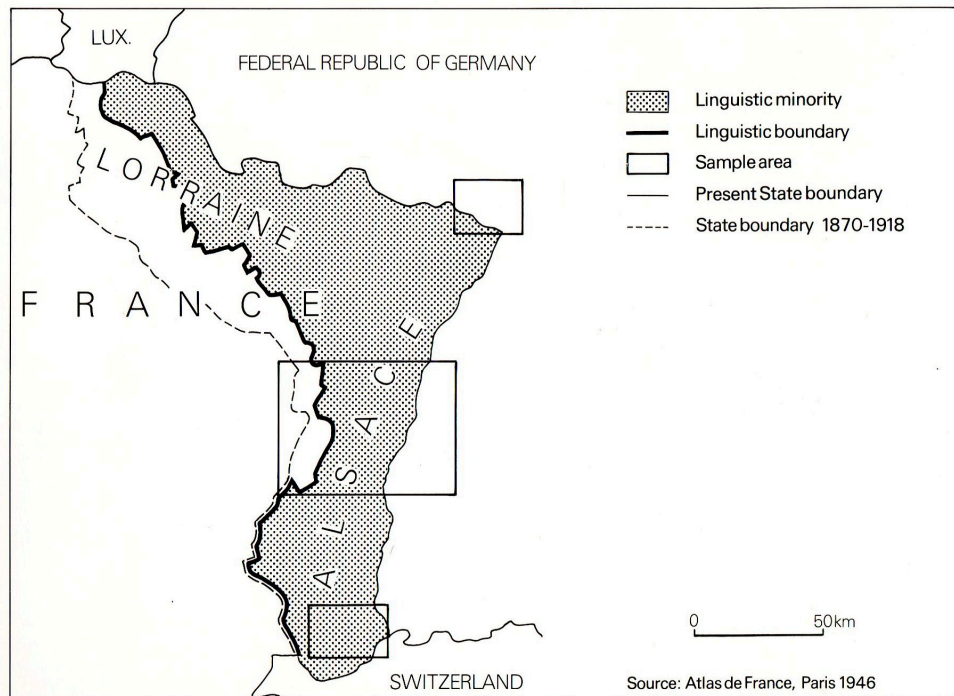 LUX.
FEDERAL REPUBLIC OF GERMANY
LORRAINE
FRANCE
ALSACE
SWITZERLAND
Linguistic minority
Linguistic boundary
Sample area
Present State boundary
State boundary 1870-1918
0 50km
Source: Atlas de France, Paris 1946